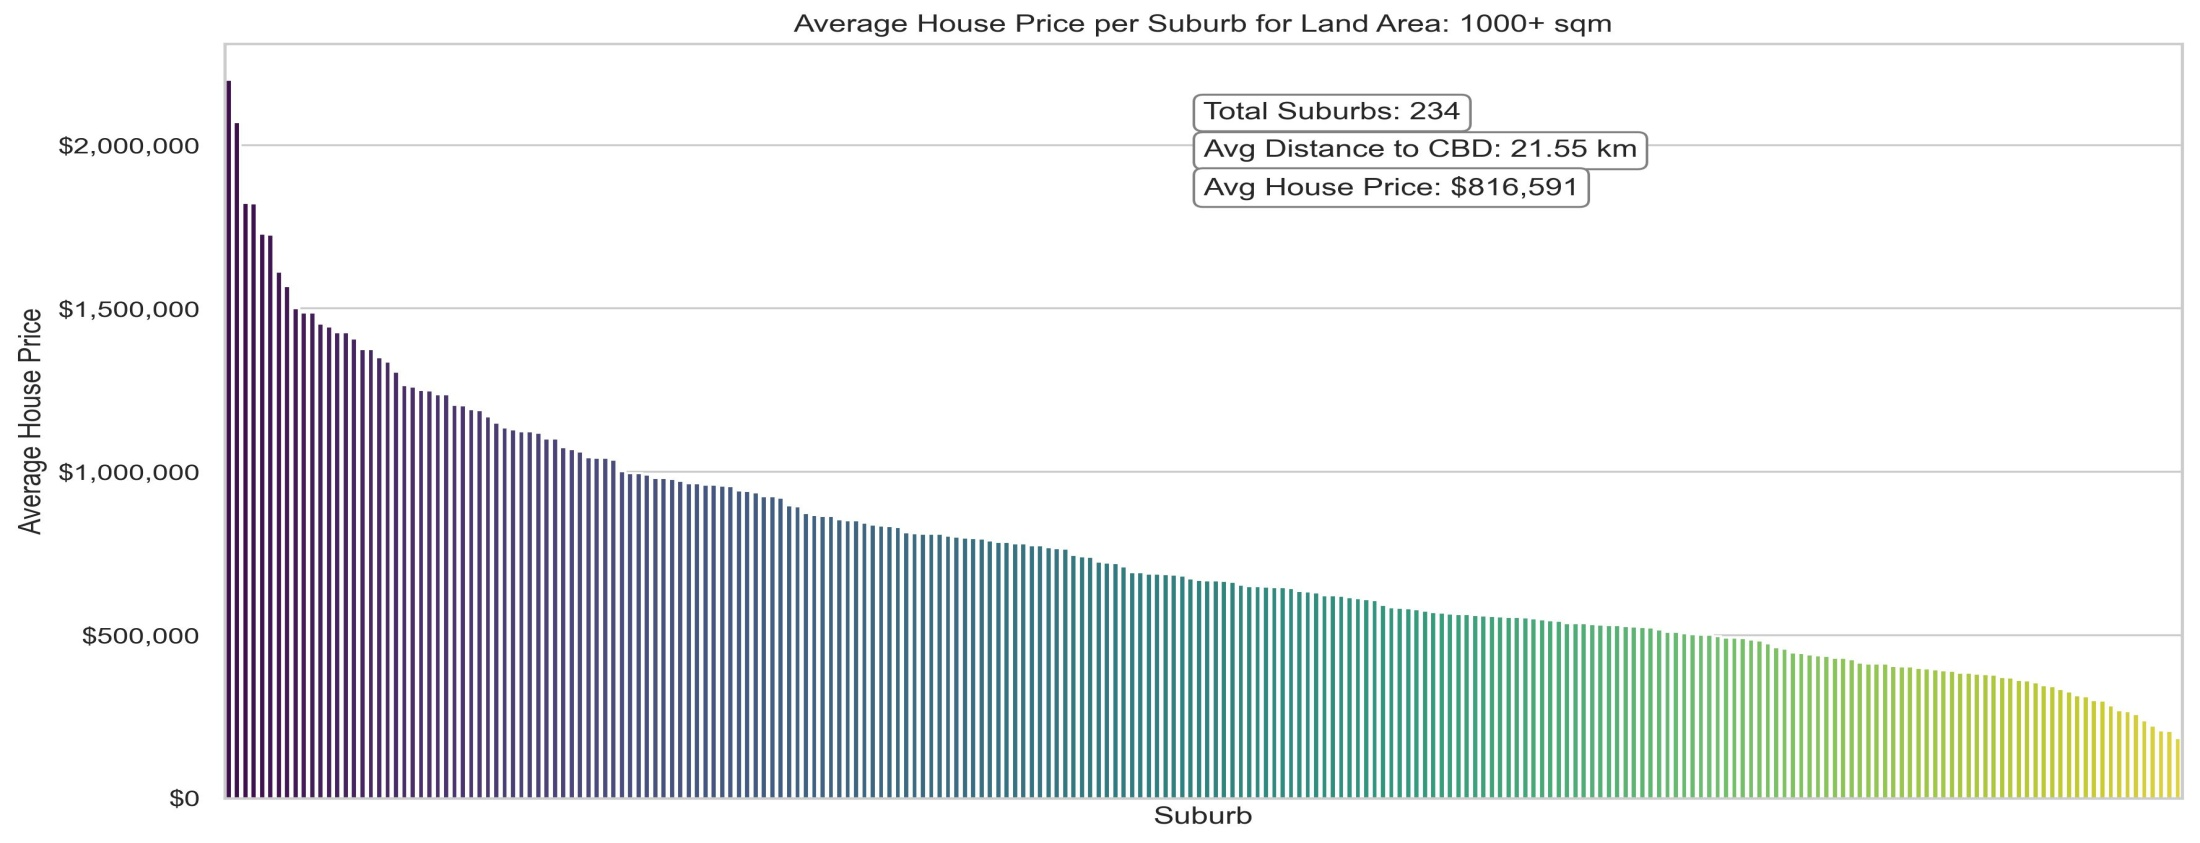 Average House Price per Suburb for Land Area: 1000+ sqm
Total Suburbs: 234
Avg Distance to CBD: 21.55 km
Avg House Price: $816,591
Average House Price
$2,000,000
$1,500,000
$1,000,000
$500,000
$0
Suburb